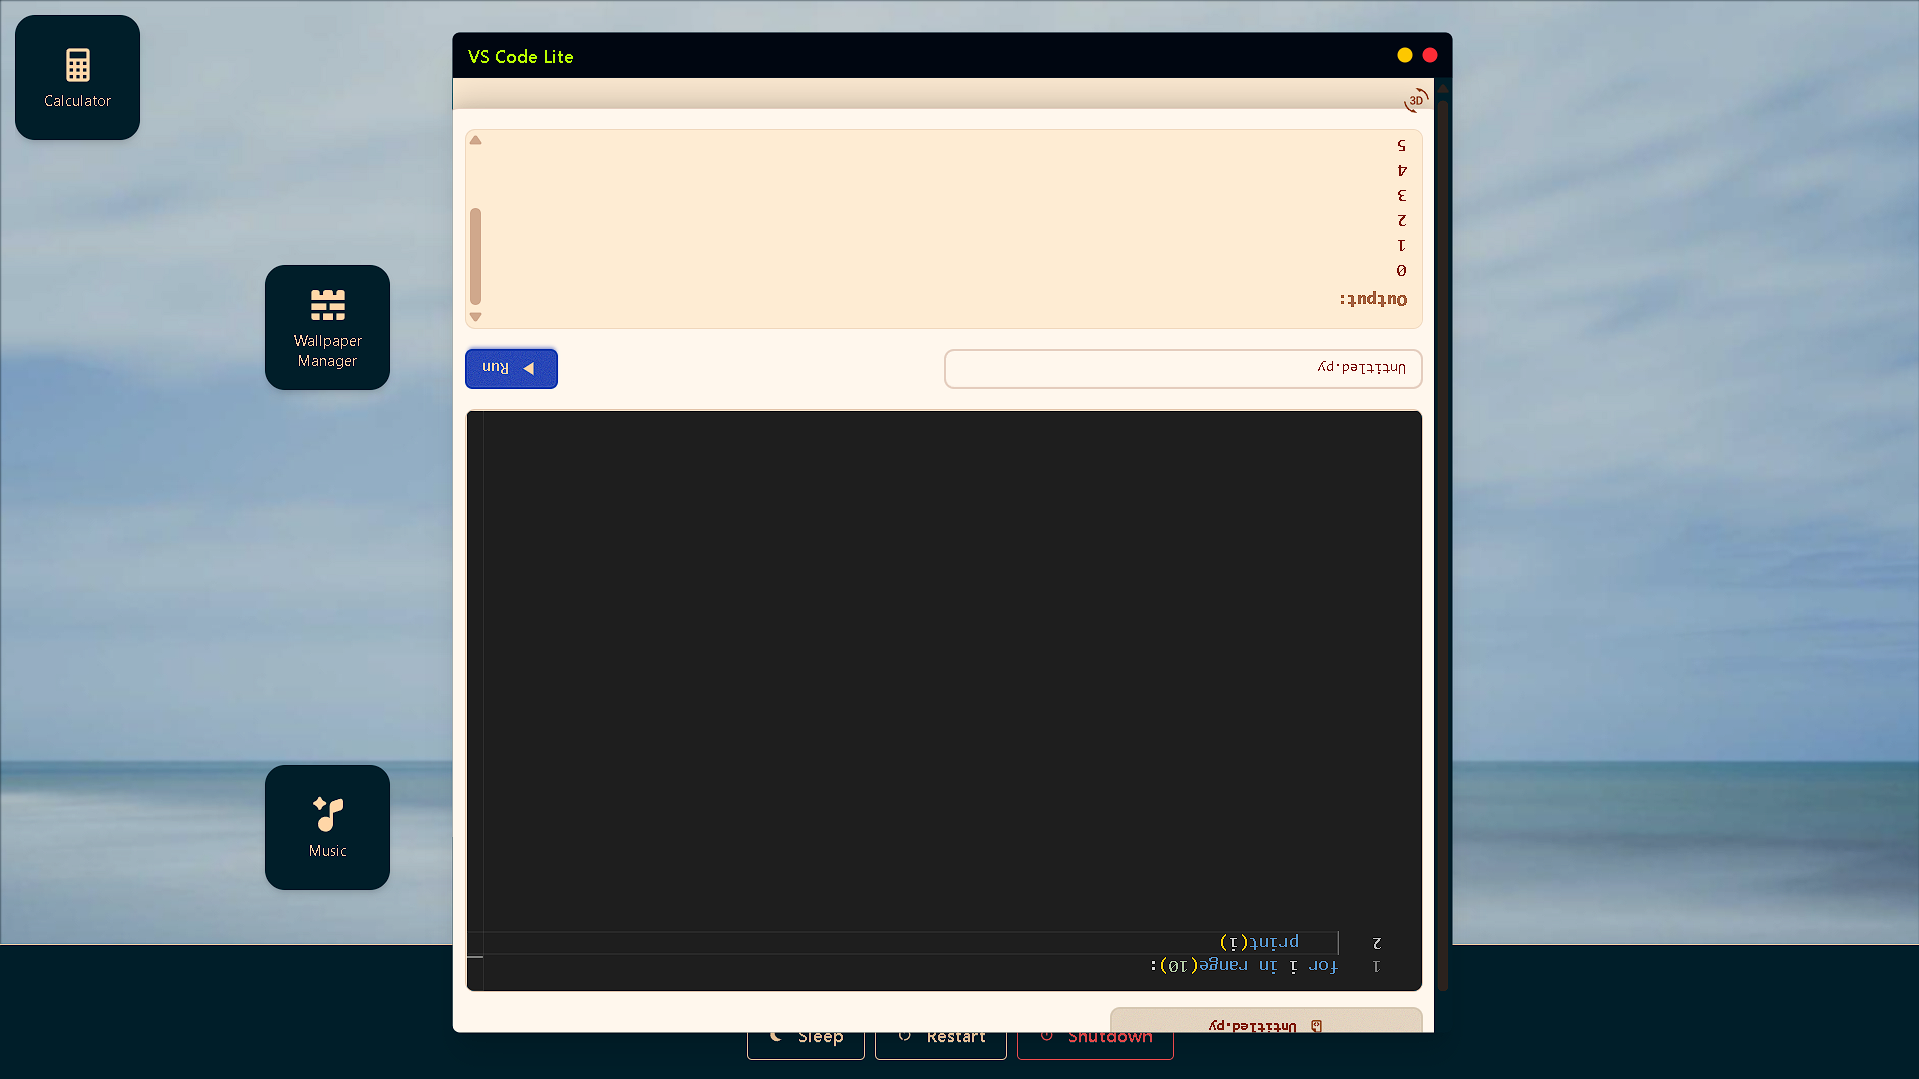 Calculator
Wallpaper
Manager
Music
VS Code Lite
3D
Untitled.py
1 for i in range(10):
2 print(i)
Untitled.py
Run
Output:
0
1
2
3
4
5
Sleep
Restart
Shutdown